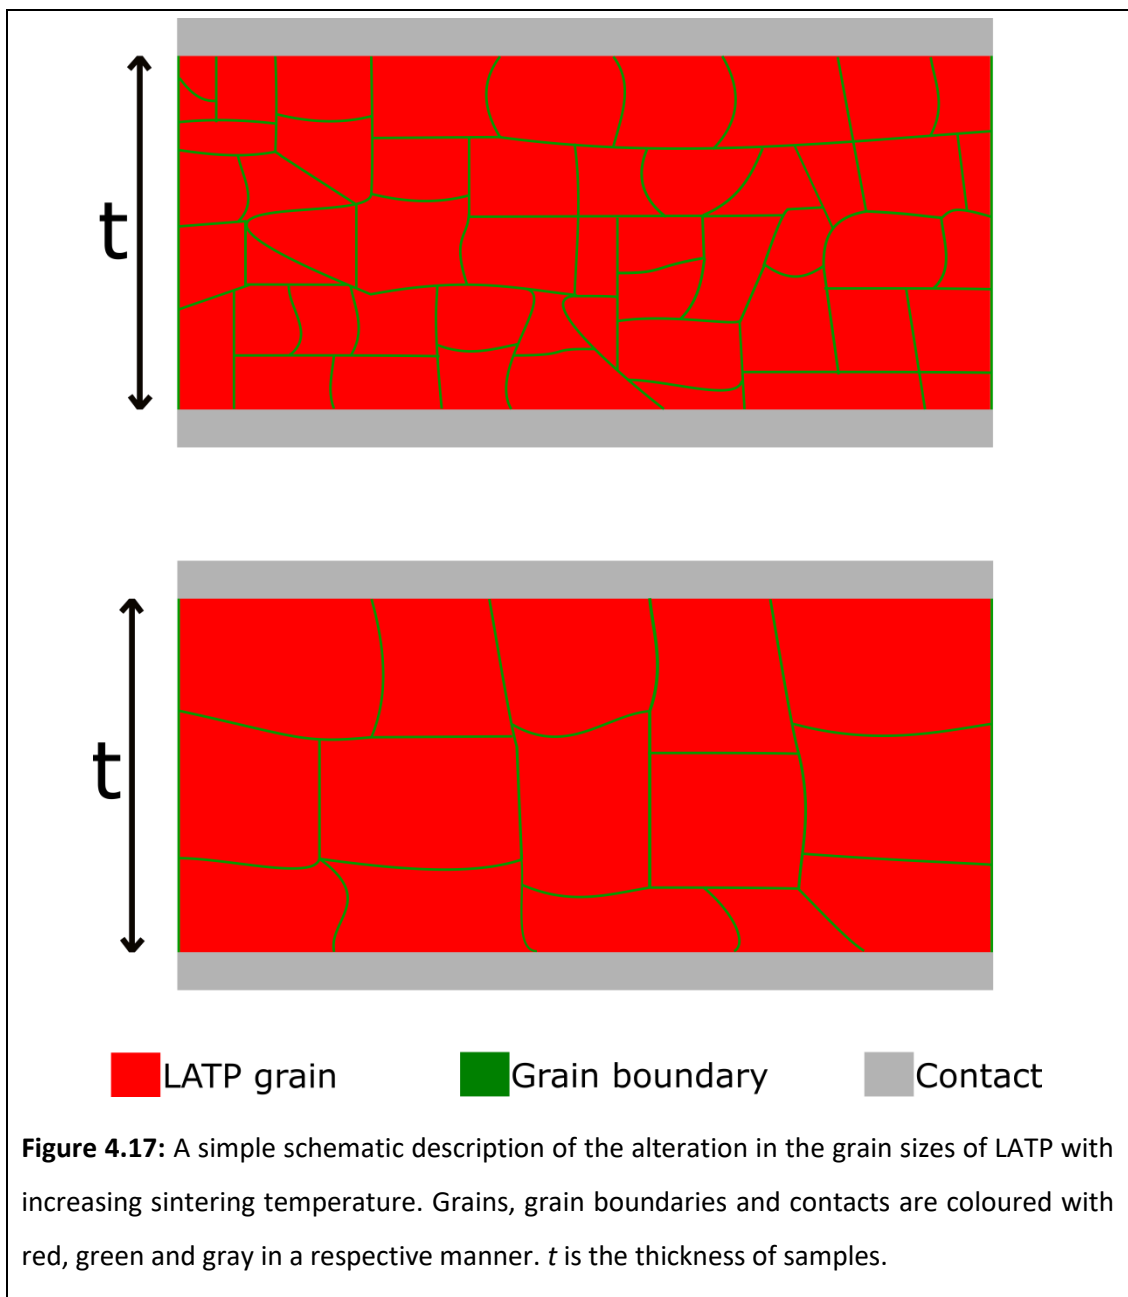 t
t
LATP grain
Grain boundary
Contact
Figure 4.17: A simple schematic description of the alteration in the grain sizes of LATP with
increasing sintering temperature. Grains, grain boundaries and contacts are coloured with
red, green and gray in a respective manner. t is the thickness of samples.